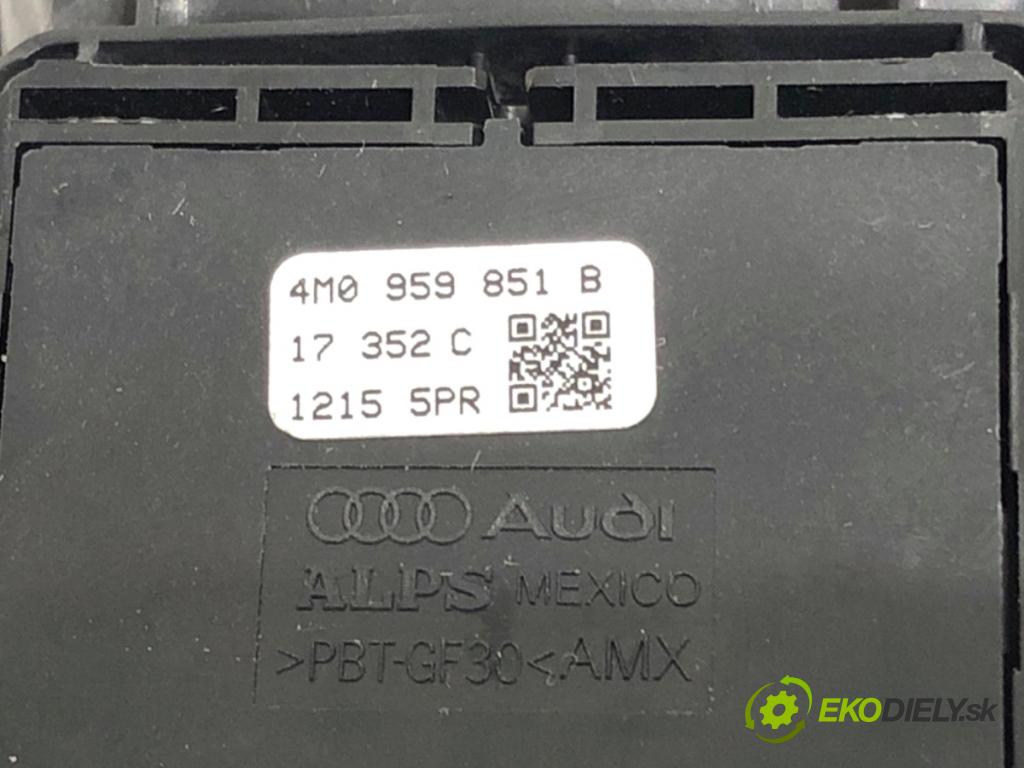 4M0 959 851 B
17 352 C
1215 5PR
Audi
ALPS MEXICO
>PBT-GF30< AMX
EKODIELY.sk